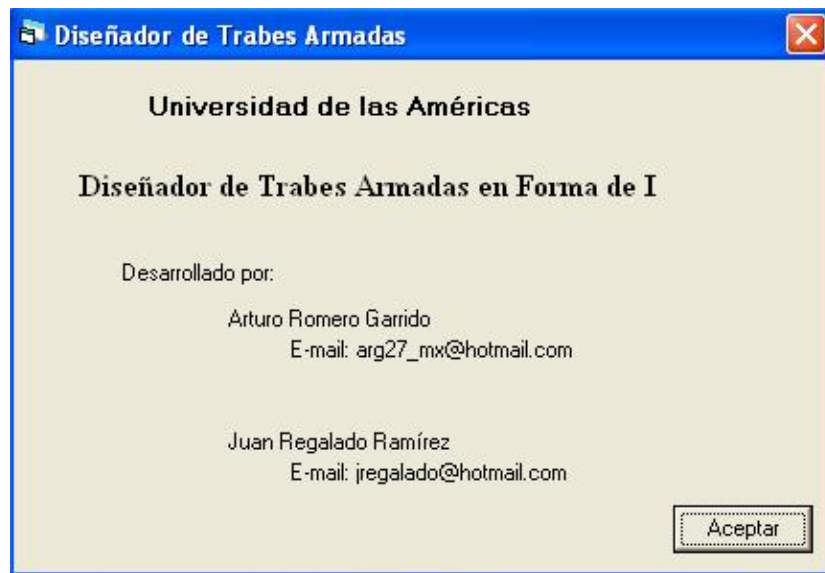 Diseñador de Trabes Armadas
Universidad de las Américas
Diseñador de Trabes Armadas en Forma de I
Desarrollado por:
Arturo Romero Garrido
E-mail: arg27_mx@hotmail.com
Juan Regalado Ramírez
E-mail: jregalado@hotmail.com
Aceptar